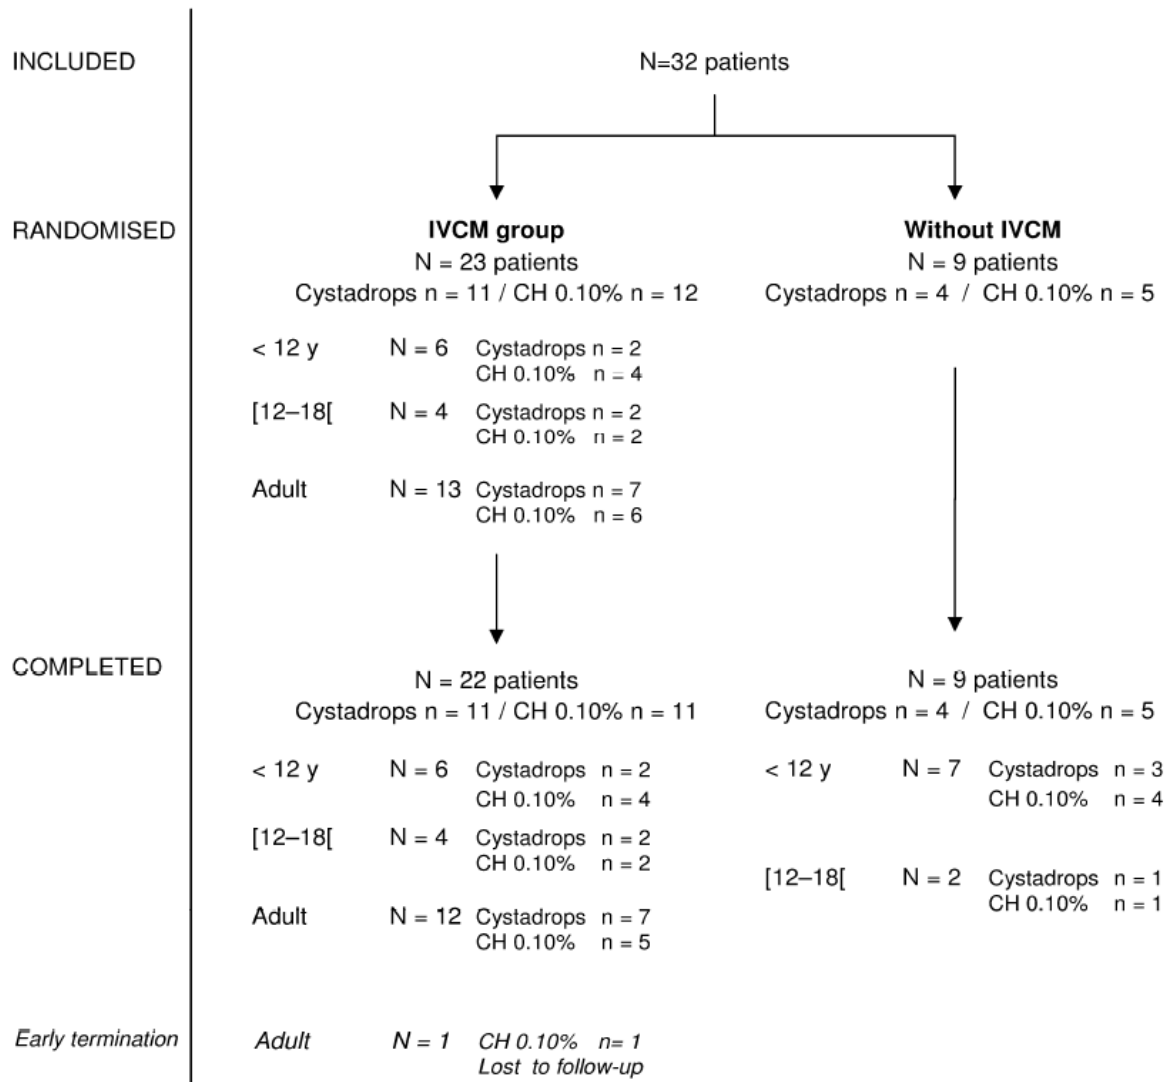 INCLUDED
N=32 patients
RANDOMISED
IVCM group
N = 23 patients
Cystadrops n = 11 / CH 0.10% n = 12
Without IVCM
N = 9 patients
Cystadrops n = 4 / CH 0.10% n = 5
< 12 y N = 6 Cystadrops n = 2
CH 0.10% n = 4
[12–18[ N = 4 Cystadrops n = 2
CH 0.10% n = 2
Adult N = 13 Cystadrops n = 7
CH 0.10% n = 6
COMPLETED
N = 22 patients
Cystadrops n = 11 / CH 0.10% n = 11
< 12 y N = 6 Cystadrops n = 2
CH 0.10% n = 4
[12–18[ N = 4 Cystadrops n = 2
CH 0.10% n = 2
Adult N = 12 Cystadrops n = 7
CH 0.10% n = 5
N = 9 patients
Cystadrops n = 4 / CH 0.10% n = 5
< 12 y N = 7 Cystadrops n = 3
CH 0.10% n = 4
[12–18[ N = 2 Cystadrops n = 1
CH 0.10% n = 1
Early termination
Adult N = 1 CH 0.10% n= 1
Lost to follow-up